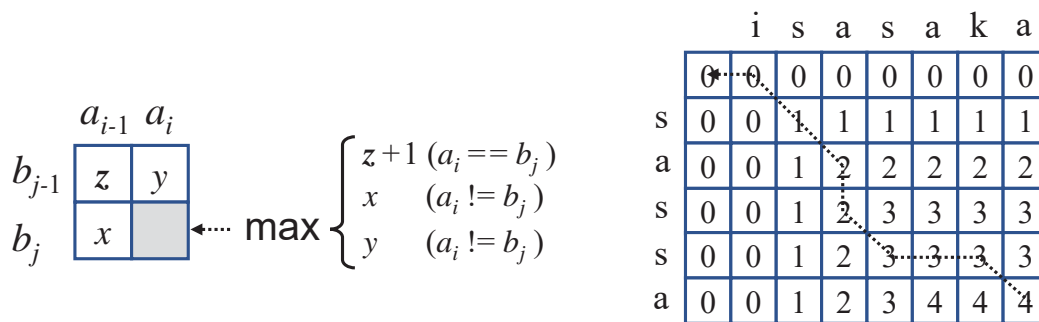 a_{i-1} a_i
b_{j-1} z y
b_j x
max
z+1 (a_i == b_j)
x (a_i != b_j)
y (a_i != b_j)
i s a s a k a
0 0 0 0 0 0 0 0
s 0 0 1 1 1 1 1 1
a 0 0 1 2 2 2 2 2
s 0 0 1 2 3 3 3 3
s 0 0 1 2 3 3 3 3
a 0 0 1 2 3 4 4 4